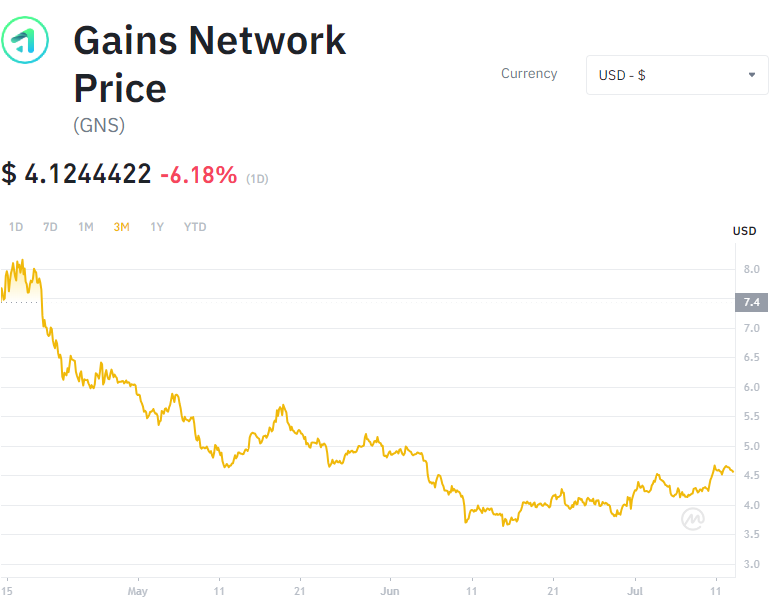 Gains Network
Price
(GNS)
Currency
USD - $
$ 4.1244422 -6.18% (1D)
1D 7D 1M 3M 1Y YTD
USD
8.0
7.4
7.0
6.5
6.0
5.5
5.0
4.5
4.0
3.5
3.0
15 May 11 21 Jun 11 21 Jul 11